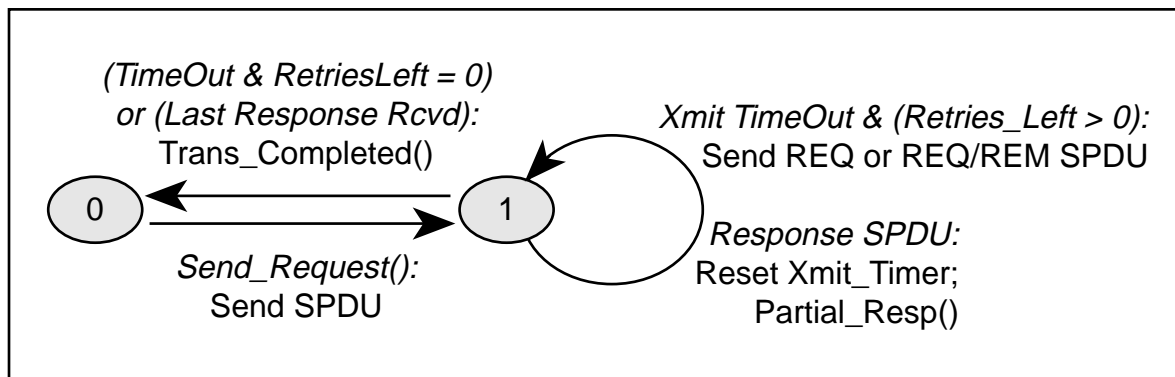 (TimeOut & RetriesLeft = 0)
or (Last Response Rcvd):
Trans_Completed()
Xmit TimeOut & (Retries_Left > 0):
Send REQ or REQ/REM SPDU
0
1
Send_Request():
Send SPDU
Response SPDU:
Reset Xmit_Timer;
Partial_Resp()